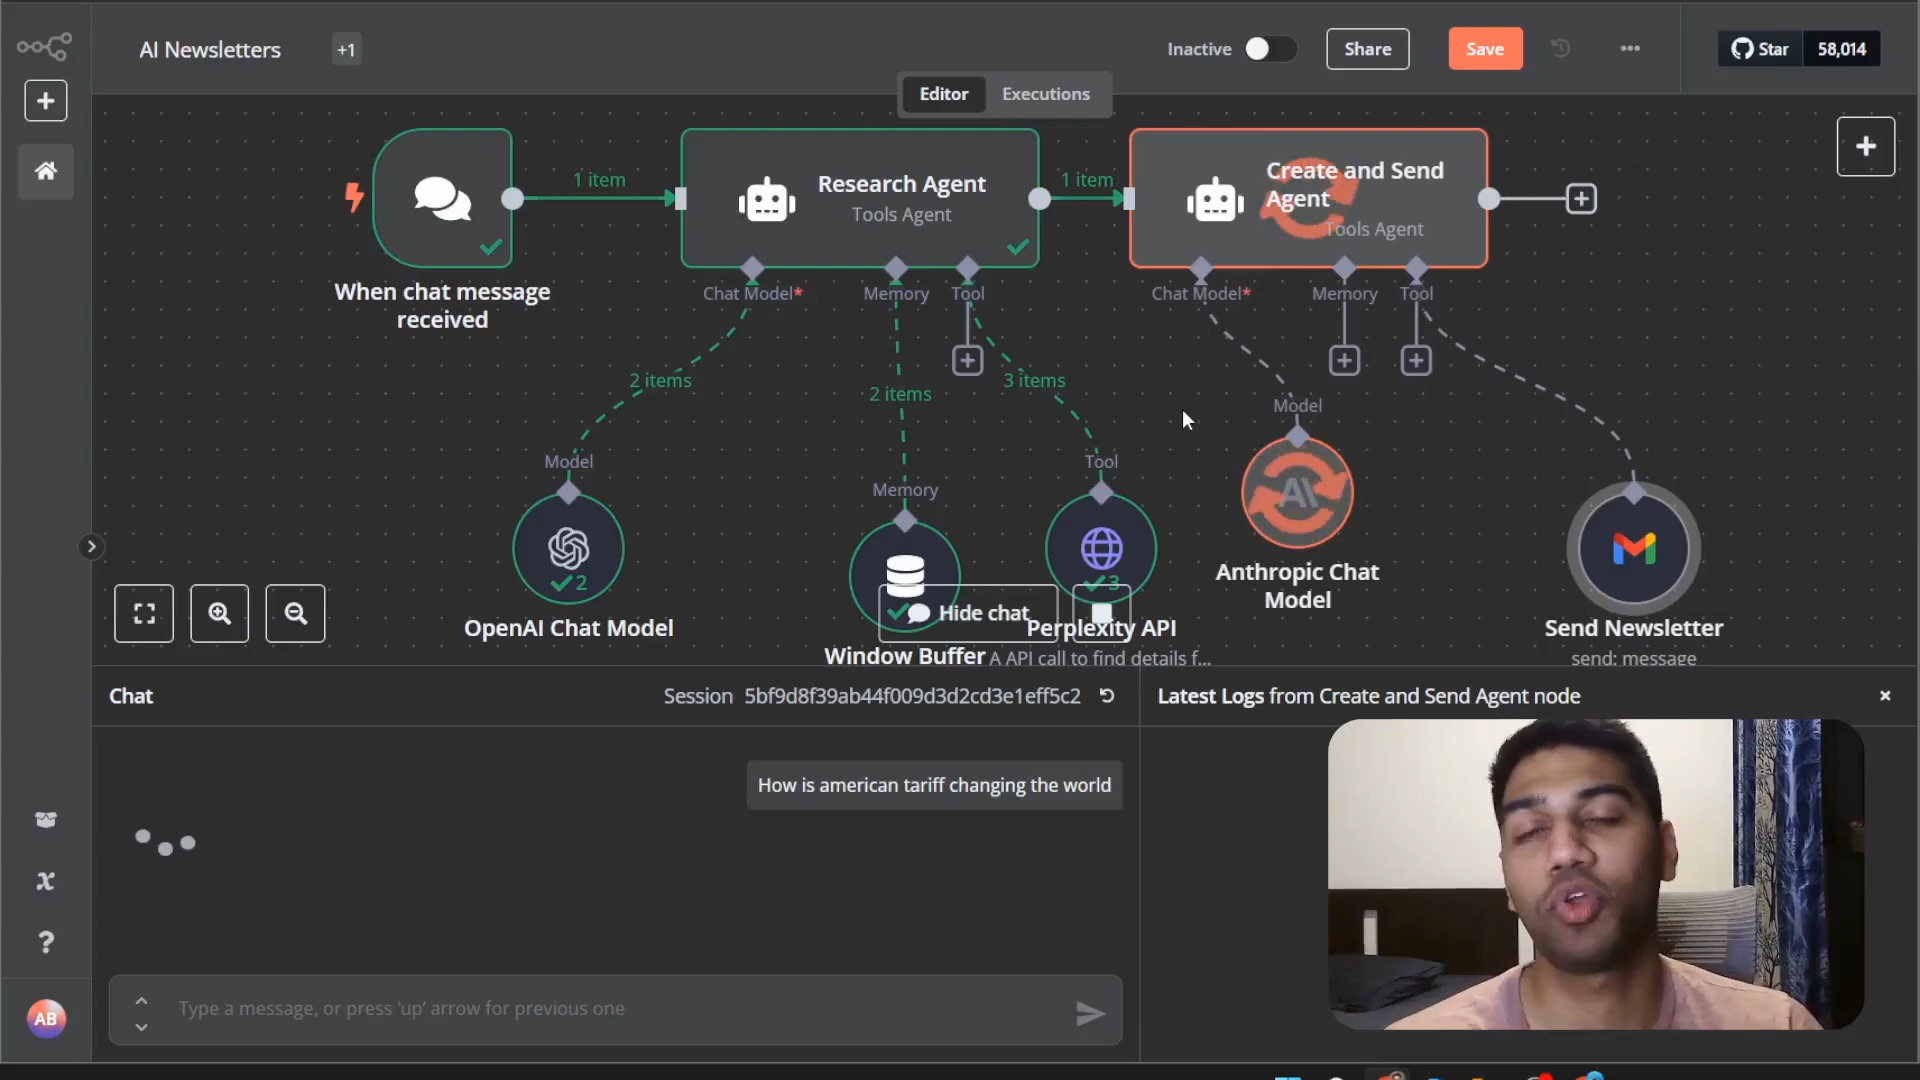 AI Newsletters
+1
Inactive
Share
Save
Star
58,014
Editor
Executions
1 item
Research Agent
Tools Agent
1 item
Create and Send
Agent
Tools Agent
When chat message
received
Chat Model*
Memory
Tool
Chat Model*
Memory
Tool
2 items
2 items
3 items
Model
Memory
Tool
Model
2
3
OpenAI Chat Model
Hide chat
Window Buffer
Perplexity API
A API call to find details f...
Anthropic Chat
Model
Send Newsletter
send: message
Chat
Session 5bf9d8f39ab44f009d3d2cd3e1eff5c2
Latest Logs from Create and Send Agent node
How is american tariff changing the world
Type a message, or press ‘up’ arrow for previous one
AB